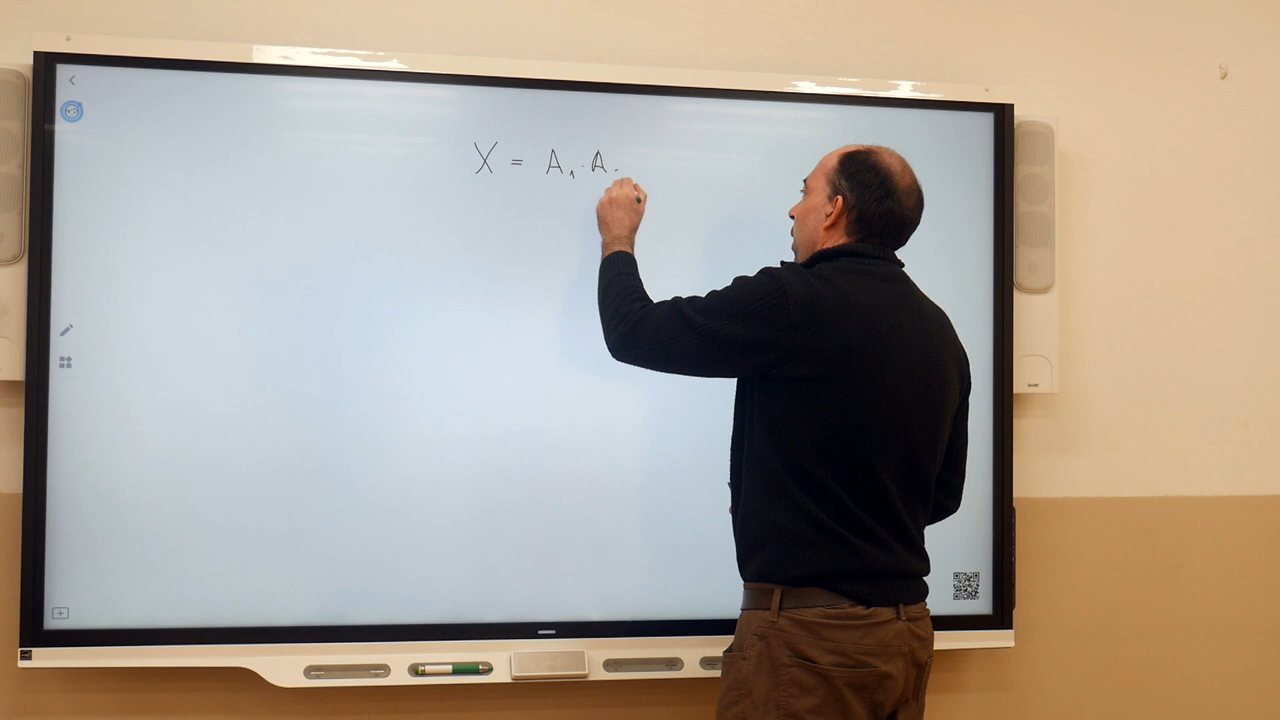 X = A₁ · A.